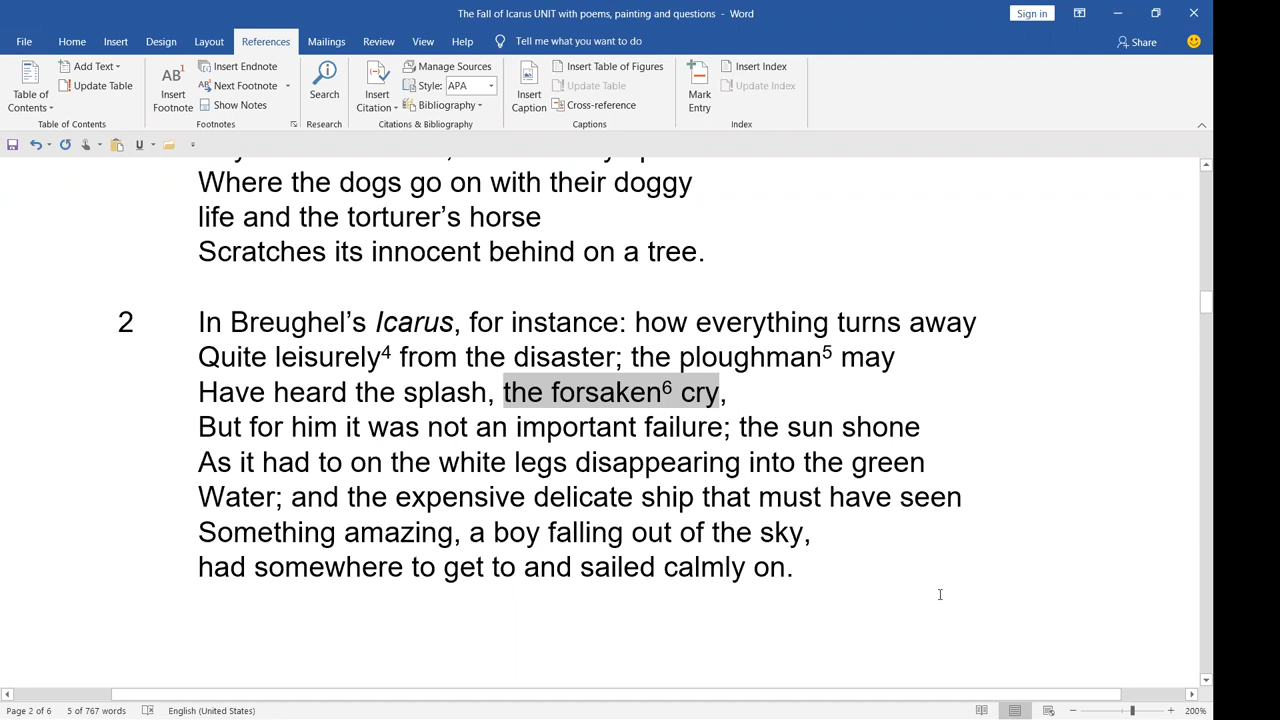 The Fall of Icarus UNIT with poems, painting and questions - Word
Sign in
File Home Insert Design Layout References Mailings Review View Help Tell me what you want to do
Share
Table of Contents
Add Text
Update Table
Table of Contents
AB1
Insert Footnote
Insert Endnote
Next Footnote
Show Notes
Footnotes
Search
Research
Insert Citation
Manage Sources
Style: APA
Bibliography
Citations & Bibliography
Insert Caption
Insert Table of Figures
Update Table
Cross-reference
Captions
Mark Entry
Insert Index
Update Index
Index
Where the dogs go on with their doggy
life and the torturer's horse
Scratches its innocent behind on a tree.
2 In Breughel's Icarus, for instance: how everything turns away
Quite leisurely⁴ from the disaster; the ploughman⁵ may
Have heard the splash, the forsaken⁶ cry,
But for him it was not an important failure; the sun shone
As it had to on the white legs disappearing into the green
Water; and the expensive delicate ship that must have seen
Something amazing, a boy falling out of the sky,
had somewhere to get to and sailed calmly on.
Page 2 of 6 5 of 767 words English (United States) 200%